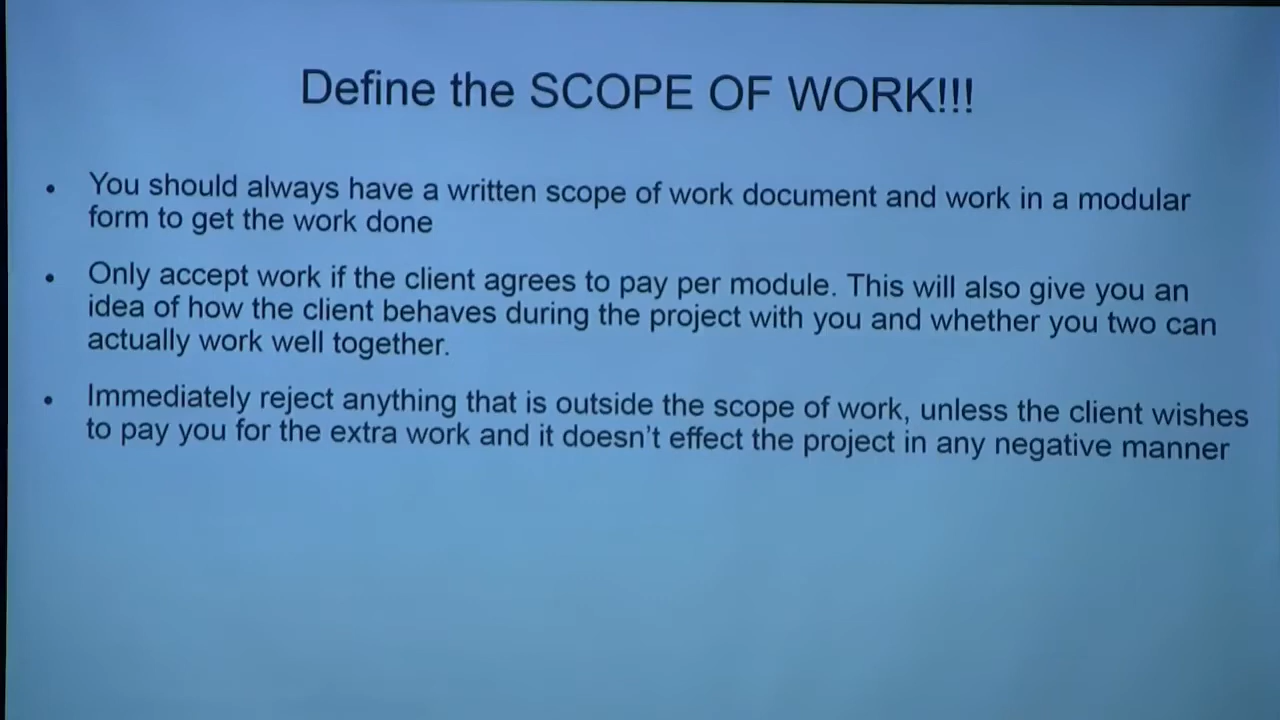 Define the SCOPE OF WORK!!!
• You should always have a written scope of work document and work in a modular
form to get the work done
• Only accept work if the client agrees to pay per module. This will also give you an
idea of how the client behaves during the project with you and whether you two can
actually work well together.
• Immediately reject anything that is outside the scope of work, unless the client wishes
to pay you for the extra work and it doesn't effect the project in any negative manner